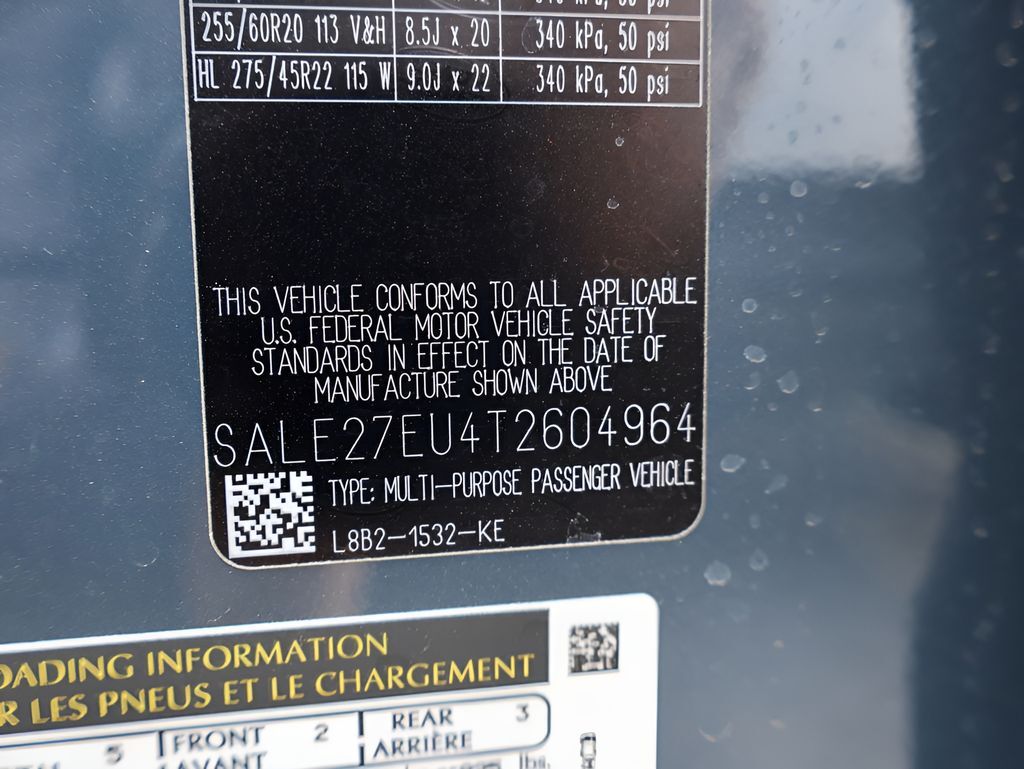 255/60R20 113 V&H 8.5J x 20 340 kPa, 50 psi
HL 275/45R22 115 W 9.0J x 22 340 kPa, 50 psi
THIS VEHICLE CONFORMS TO ALL APPLICABLE
U.S. FEDERAL MOTOR VEHICLE SAFETY
STANDARDS IN EFFECT ON THE DATE OF
MANUFACTURE SHOWN ABOVE
SALE27EU4T2604964
TYPE: MULTI-PURPOSE PASSENGER VEHICLE
L8B2-1532-KE
OADING INFORMATION
R LES PNEUS ET LE CHARGEMENT
5 FRONT 2 REAR 3
AVANT ARRIÈRE
lbs.